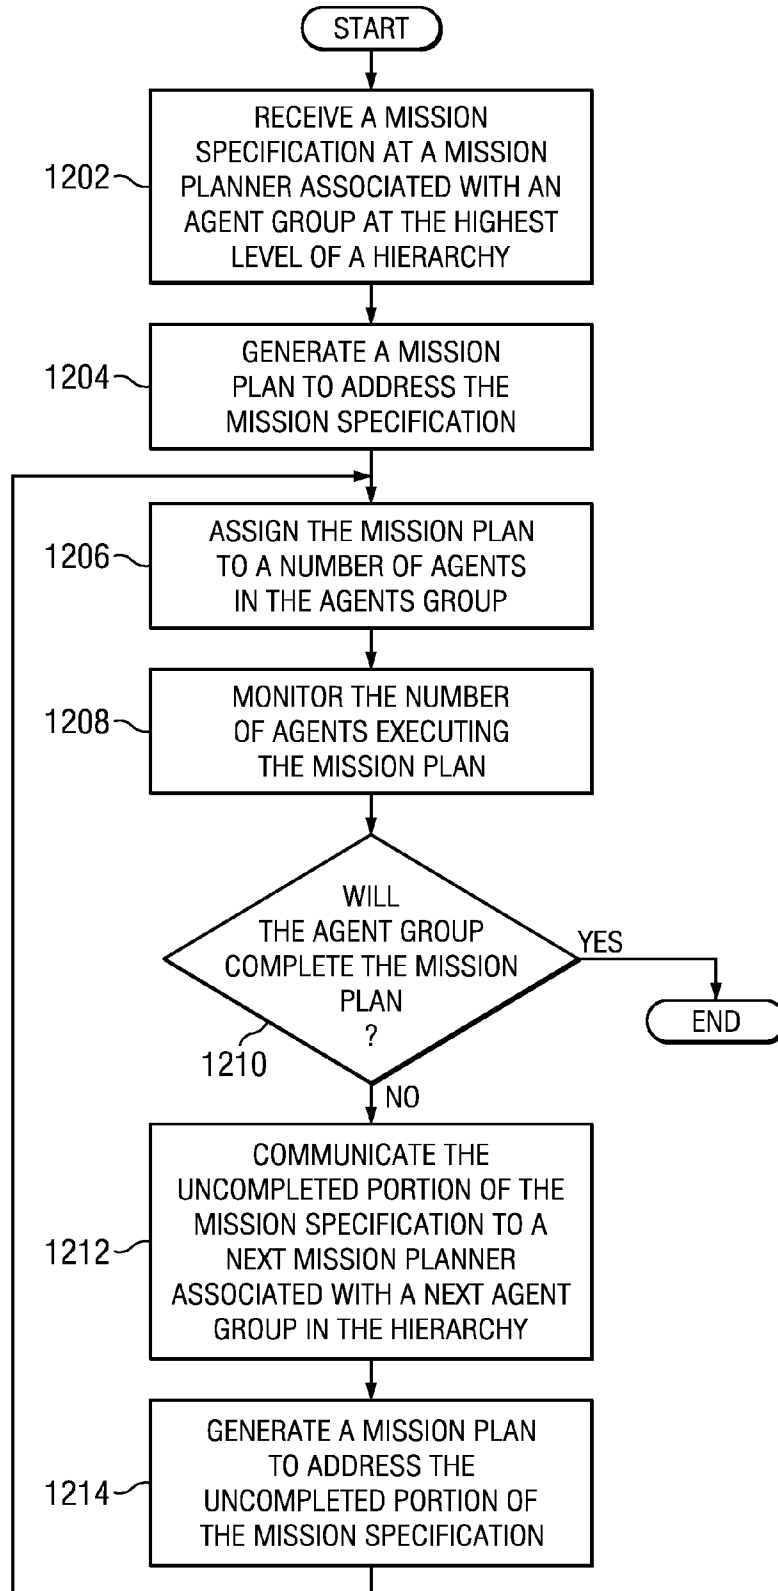 START
RECEIVE A MISSION
SPECIFICATION AT A MISSION
PLANNER ASSOCIATED WITH AN
AGENT GROUP AT THE HIGHEST
LEVEL OF A HIERARCHY
1202
GENERATE A MISSION
PLAN TO ADDRESS THE
MISSION SPECIFICATION
1204
ASSIGN THE MISSION PLAN
TO A NUMBER OF AGENTS
IN THE AGENTS GROUP
1206
MONITOR THE NUMBER
OF AGENTS EXECUTING
THE MISSION PLAN
1208
WILL
THE AGENT GROUP
COMPLETE THE MISSION
PLAN
?
1210
YES
END
NO
COMMUNICATE THE
UNCOMPLETED PORTION OF THE
MISSION SPECIFICATION TO A
NEXT MISSION PLANNER
ASSOCIATED WITH A NEXT AGENT
GROUP IN THE HIERARCHY
1212
GENERATE A MISSION PLAN
TO ADDRESS THE
UNCOMPLETED PORTION OF
THE MISSION SPECIFICATION
1214